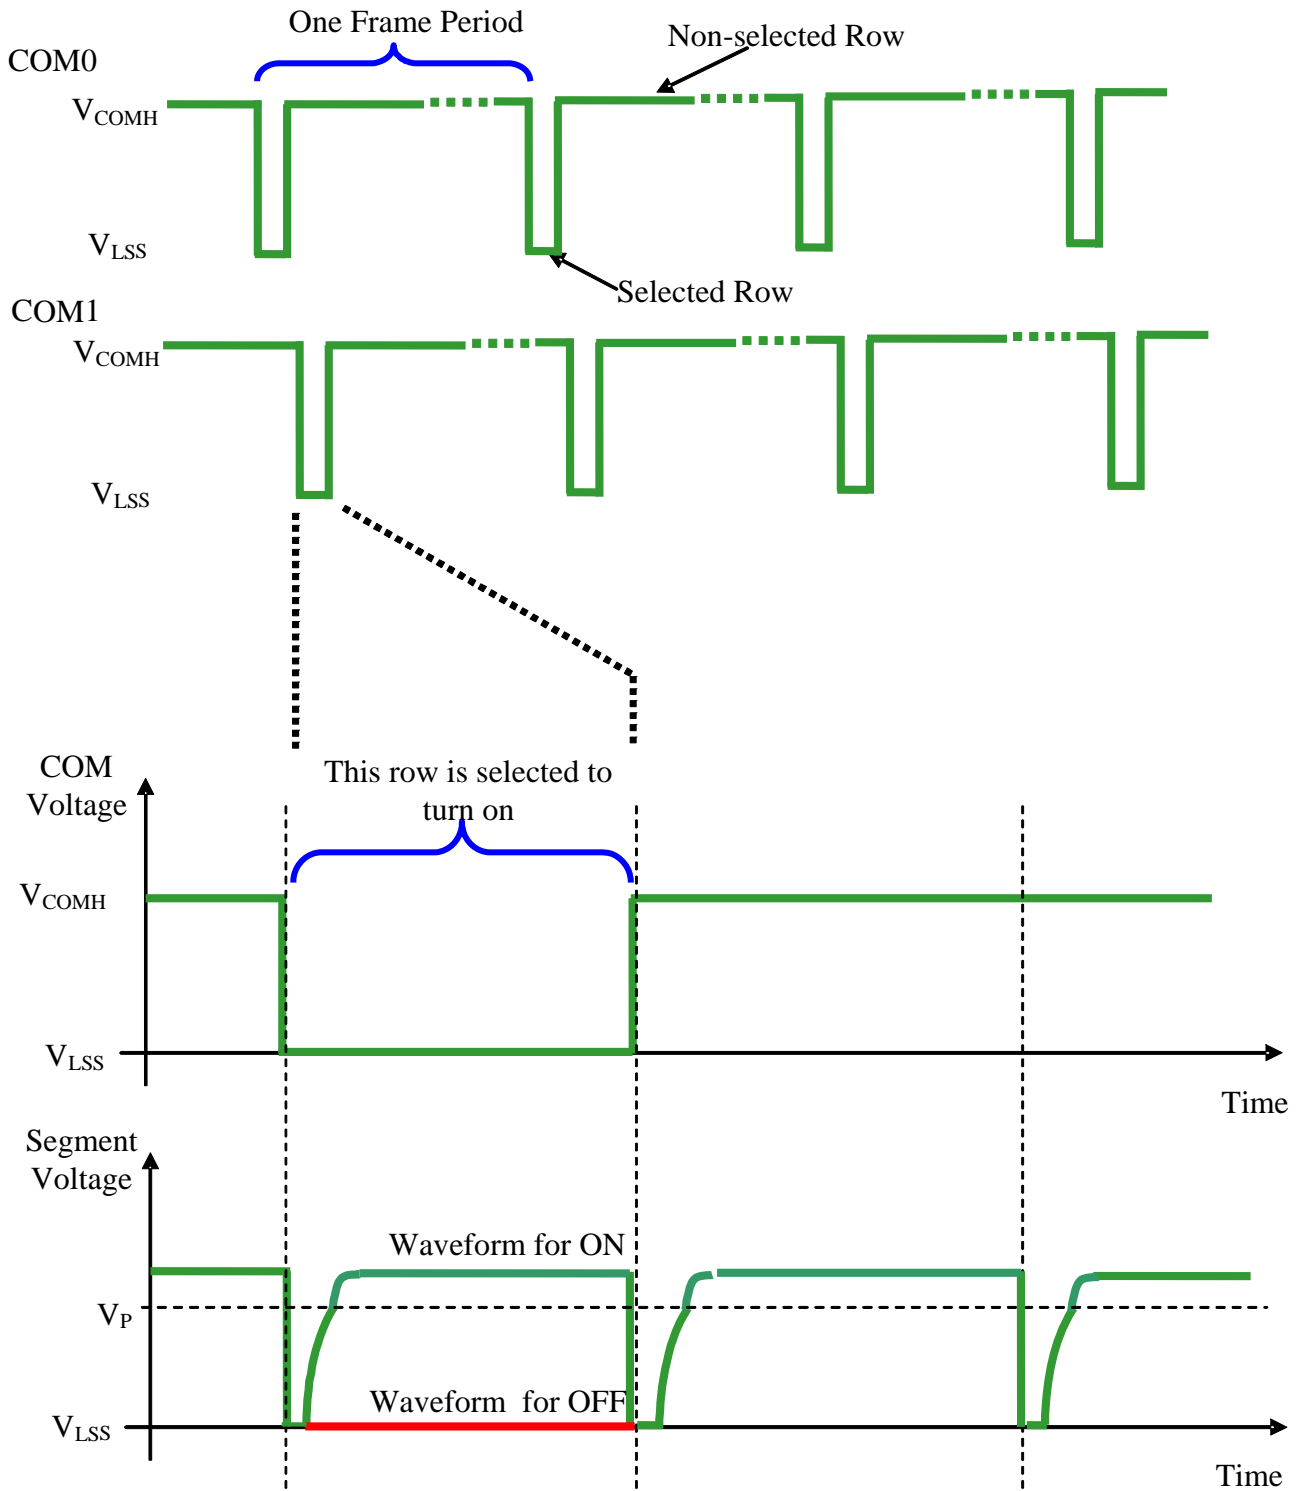 One Frame Period
Non-selected Row
COM0
VCOMH
VLSS
Selected Row
COM1
VCOMH
VLSS
COM
Voltage
This row is selected to
turn on
VCOMH
VLSS
Time
Segment
Voltage
Waveform for ON
VP
Waveform for OFF
VLSS
Time